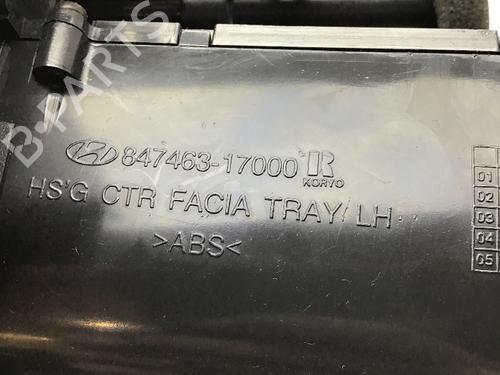 847463-17000 R
KORYO
HS'G CTR FACIA TRAY LH
>ABS<
01
02
03
04
05
B-PARTS